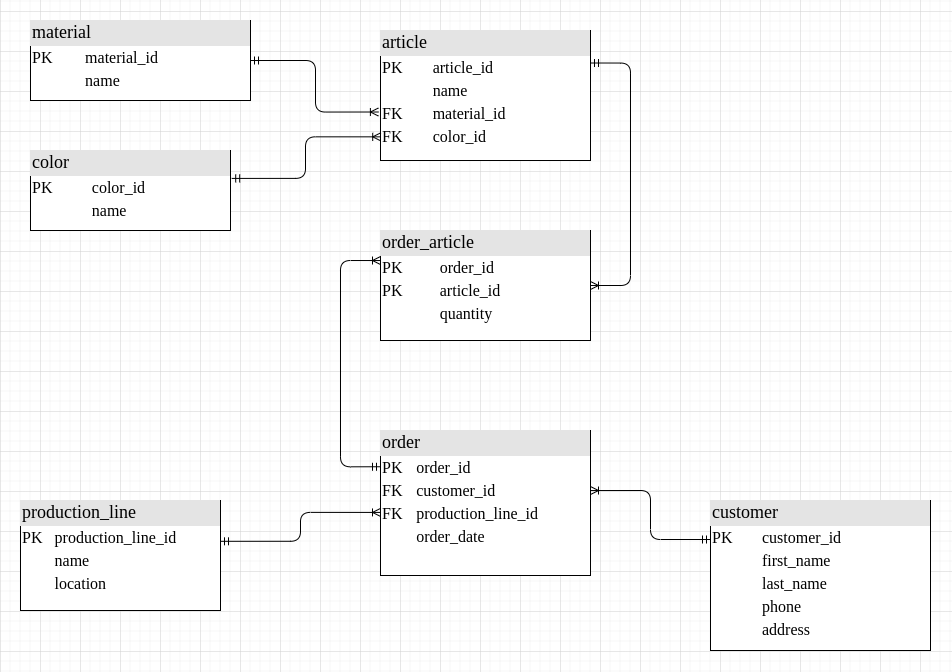 material
PK material_id
name
article
PK article_id
name
FK material_id
FK color_id
color
PK color_id
name
order_article
PK order_id
PK article_id
quantity
order
PK order_id
FK customer_id
FK production_line_id
order_date
production_line
PK production_line_id
name
location
customer
PK customer_id
first_name
last_name
phone
address